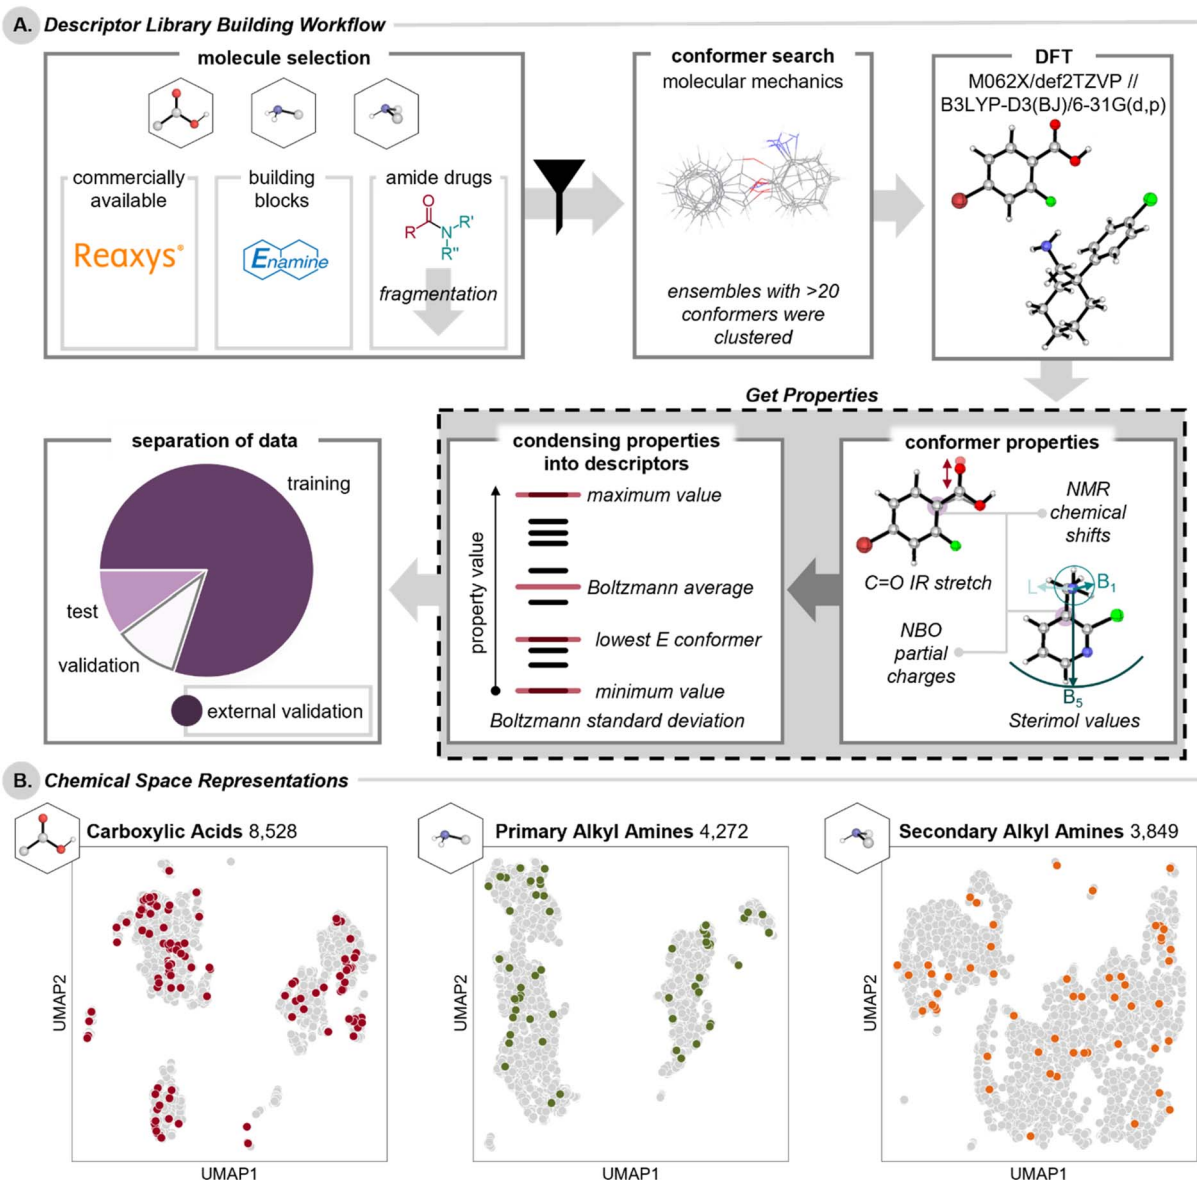 A. Descriptor Library Building Workflow
molecule selection
commercially
available
Reaxys®
building
blocks
Enamine
amide drugs
O
R
N
R'
R"
fragmentation
conformer search
molecular mechanics
ensembles with >20
conformers were
clustered
DFT
M062X/def2TZVP //
B3LYP-D3(BJ)/6-31G(d,p)
Get Properties
separation of data
training
test
validation
external validation
condensing properties
into descriptors
property value
maximum value
Boltzmann average
lowest E conformer
minimum value
Boltzmann standard deviation
conformer properties
C=O IR stretch
NMR
chemical
shifts
NBO
partial
charges
L
B1
B5
Sterimol values
B. Chemical Space Representations
Carboxylic Acids 8,528
UMAP2
UMAP1
Primary Alkyl Amines 4,272
UMAP2
UMAP1
Secondary Alkyl Amines 3,849
UMAP2
UMAP1